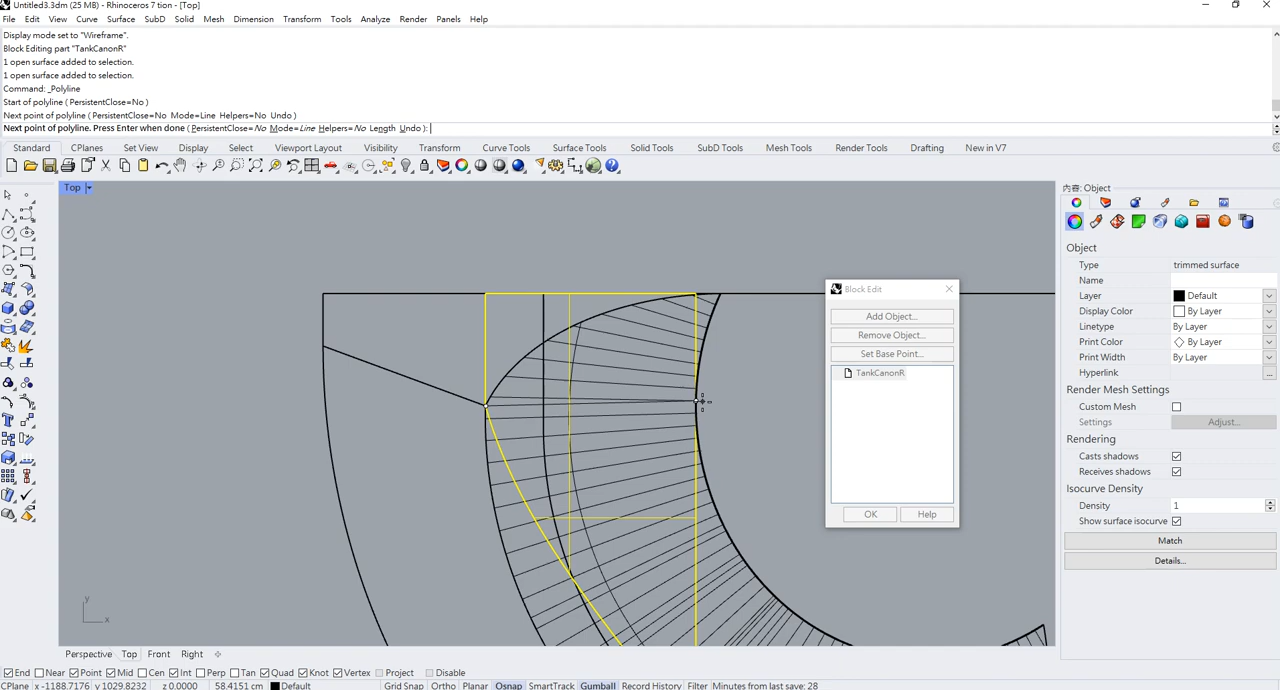 Untitled3.3dm (25 MB) - Rhinoceros 7 tion - [Top]
File Edit View Curve Surface SubD Solid Mesh Dimension Transform Tools Analyze Render Panels Help
Display mode set to "Wireframe".
Block Editing part "TankCanonR"
1 open surface added to selection.
1 open surface added to selection.
Command: _Polyline
Start of polyline ( PersistentClose=No )
Next point of polyline ( PersistentClose=No Mode=Line Helpers=No Undo )
Next point of polyline. Press Enter when done ( PersistentClose=No Mode=Line Helpers=No Length Undo ):
Standard CPlanes Set View Display Select Viewport Layout Visibility Transform Curve Tools Surface Tools Solid Tools SubD Tools Mesh Tools Render Tools Drafting New in V7
Top
內容: Object
Object
Type trimmed surface
Name
Layer Default
Display Color By Layer
Linetype By Layer
Print Color By Layer
Print Width By Layer
Hyperlink ...
Render Mesh Settings
Custom Mesh
Settings Adjust...
Rendering
Casts shadows
Receives shadows
Isocurve Density
Density 1
Show surface isocurve
Match
Details...
Block Edit
Add Object...
Remove Object...
Set Base Point...
TankCanonR
OK Help
y
x
Perspective Top Front Right
End Near Point Mid Cen Int Perp Tan Quad Knot Vertex Project Disable
CPlane x -1188.7176 y 1029.8232 z 0.0000 58.4151 cm Default Grid Snap Ortho Planar Osnap SmartTrack Gumball Record History Filter Minutes from last save: 28